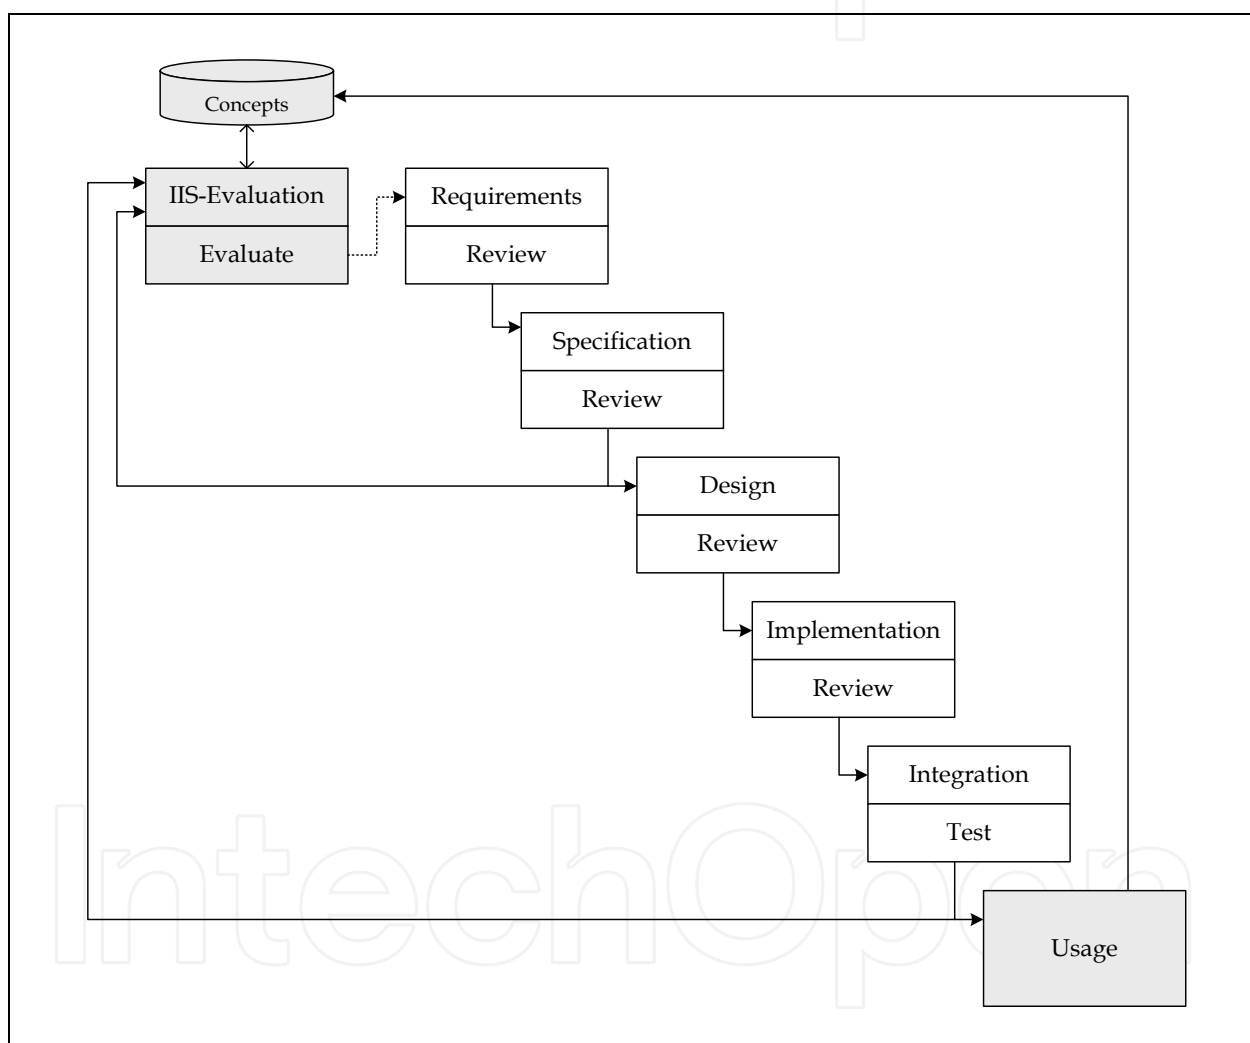 Concepts
IIS-Evaluation
Evaluate
Requirements
Review
Specification
Review
Design
Review
Implementation
Review
Integration
Test
Usage
IntechOpen